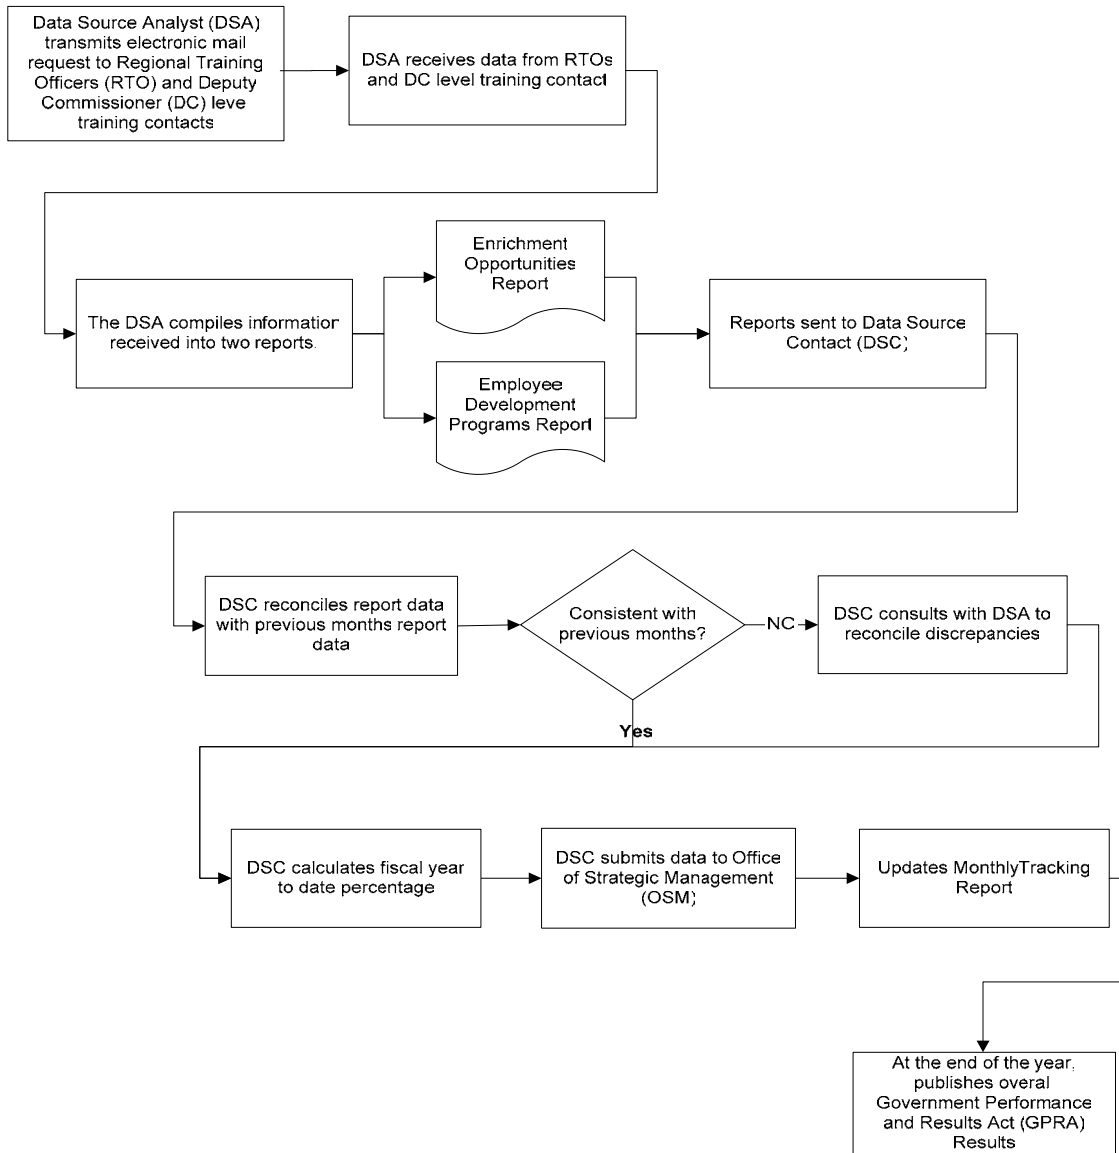 Data Source Analyst (DSA)
transmits electronic mail
request to Regional Training
Officers (RTO) and Deputy
Commissioner (DC) leve
training contacts
DSA receives data from RTOs
and DC level training contact
The DSA compiles information
received into two reports.
Enrichment
Opportunities
Report
Employee
Development
Programs Report
Reports sent to Data Source
Contact (DSC)
DSC reconciles report data
with previous months report
data
Consistent with
previous months?
NC
DSC consults with DSA to
reconcile discrepancies
Yes
DSC calculates fiscal year
to date percentage
DSC submits data to Office
of Strategic Management
(OSM)
Updates MonthlyTracking
Report
At the end of the year,
publishes overal
Government Performance
and Results Act (GPRA)
Results